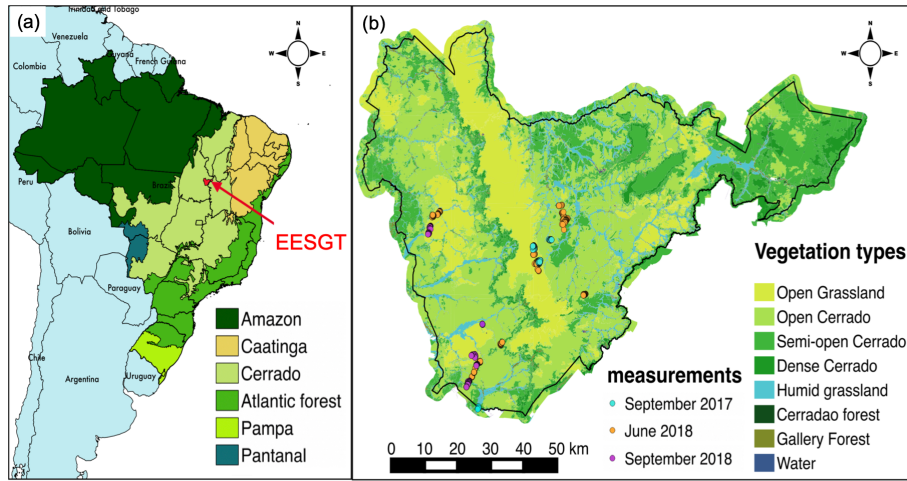 (a)
Trinidad and Tobago
Venezuela
Guyana
French Guiana
Colombia
N
W E
S
Peru
Brazil
EESGT
Bolivia
Paraguay
Chile
Argentina
Uruguay
Amazon
Caatinga
Cerrado
Atlantic forest
Pampa
Pantanal
(b)
N
W E
S
Vegetation types
Open Grassland
Open Cerrado
Semi-open Cerrado
Dense Cerrado
Humid grassland
Cerradao forest
Gallery Forest
Water
measurements
September 2017
June 2018
September 2018
0 10 20 30 40 50 km